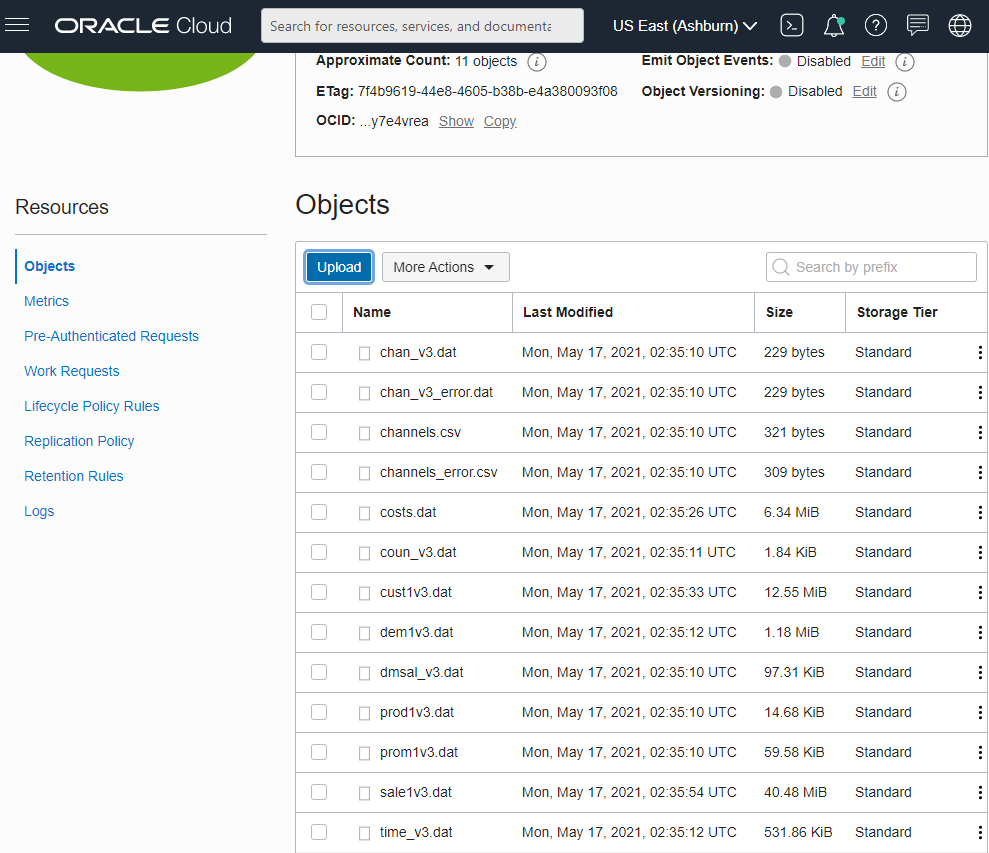 ORACLE Cloud
Search for resources, services, and documenta
US East (Ashburn)
Approximate Count: 11 objects
Emit Object Events: Disabled Edit
ETag: 7f4b9619-44e8-4605-b38b-e4a380093f08
Object Versioning: Disabled Edit
OCID: ...y7e4vrea Show Copy
Resources
Objects
Metrics
Pre-Authenticated Requests
Work Requests
Lifecycle Policy Rules
Replication Policy
Retention Rules
Logs
Objects
Upload More Actions Search by prefix
Name Last Modified Size Storage Tier
chan_v3.dat Mon, May 17, 2021, 02:35:10 UTC 229 bytes Standard
chan_v3_error.dat Mon, May 17, 2021, 02:35:10 UTC 229 bytes Standard
channels.csv Mon, May 17, 2021, 02:35:10 UTC 321 bytes Standard
channels_error.csv Mon, May 17, 2021, 02:35:10 UTC 309 bytes Standard
costs.dat Mon, May 17, 2021, 02:35:26 UTC 6.34 MiB Standard
coun_v3.dat Mon, May 17, 2021, 02:35:11 UTC 1.84 KiB Standard
cust1v3.dat Mon, May 17, 2021, 02:35:33 UTC 12.55 MiB Standard
dem1v3.dat Mon, May 17, 2021, 02:35:12 UTC 1.18 MiB Standard
dmsal_v3.dat Mon, May 17, 2021, 02:35:10 UTC 97.31 KiB Standard
prod1v3.dat Mon, May 17, 2021, 02:35:10 UTC 14.68 KiB Standard
prom1v3.dat Mon, May 17, 2021, 02:35:10 UTC 59.58 KiB Standard
sale1v3.dat Mon, May 17, 2021, 02:35:54 UTC 40.48 MiB Standard
time_v3.dat Mon, May 17, 2021, 02:35:12 UTC 531.86 KiB Standard